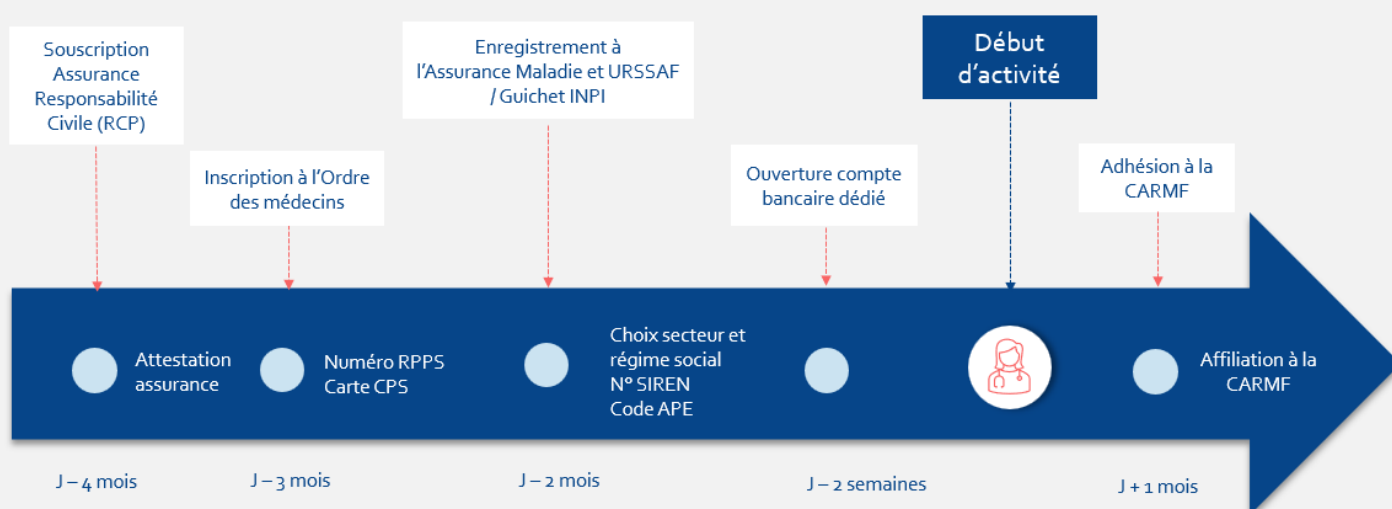 Souscription
Assurance
Responsabilité
Civile (RCP)
Inscription à l'Ordre
des médecins
Enregistrement à
l'Assurance Maladie et URSSAF
/ Guichet INPI
Ouverture compte
bancaire dédié
Début
d'activité
Adhésion à la
CARMF
Attestation
assurance
Numéro RPPS
Carte CPS
Choix secteur et
régime social
N° SIREN
Code APE
Affiliation à la
CARMF
J – 4 mois
J – 3 mois
J – 2 mois
J – 2 semaines
J + 1 mois